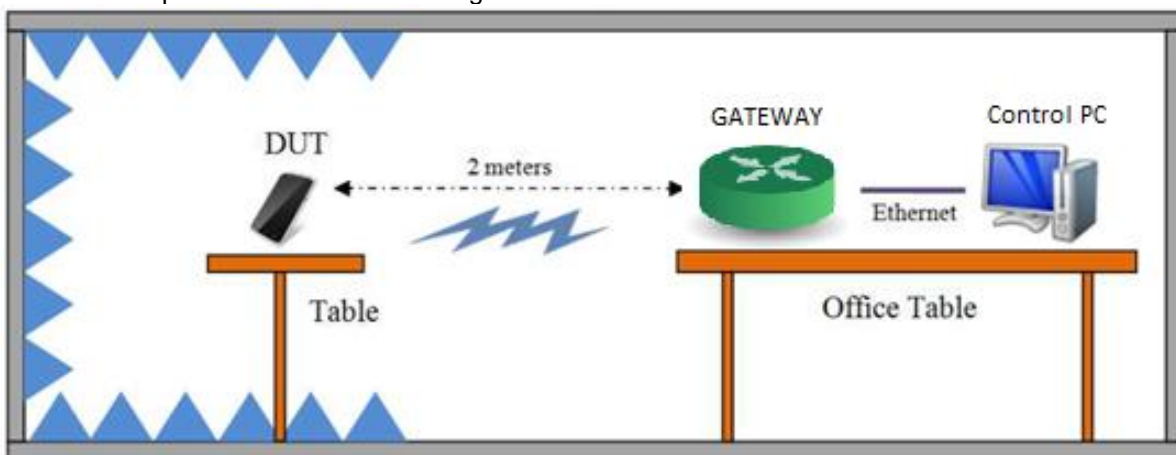 DUT
2 meters
GATEWAY
Control PC
Ethernet
Table
Office Table